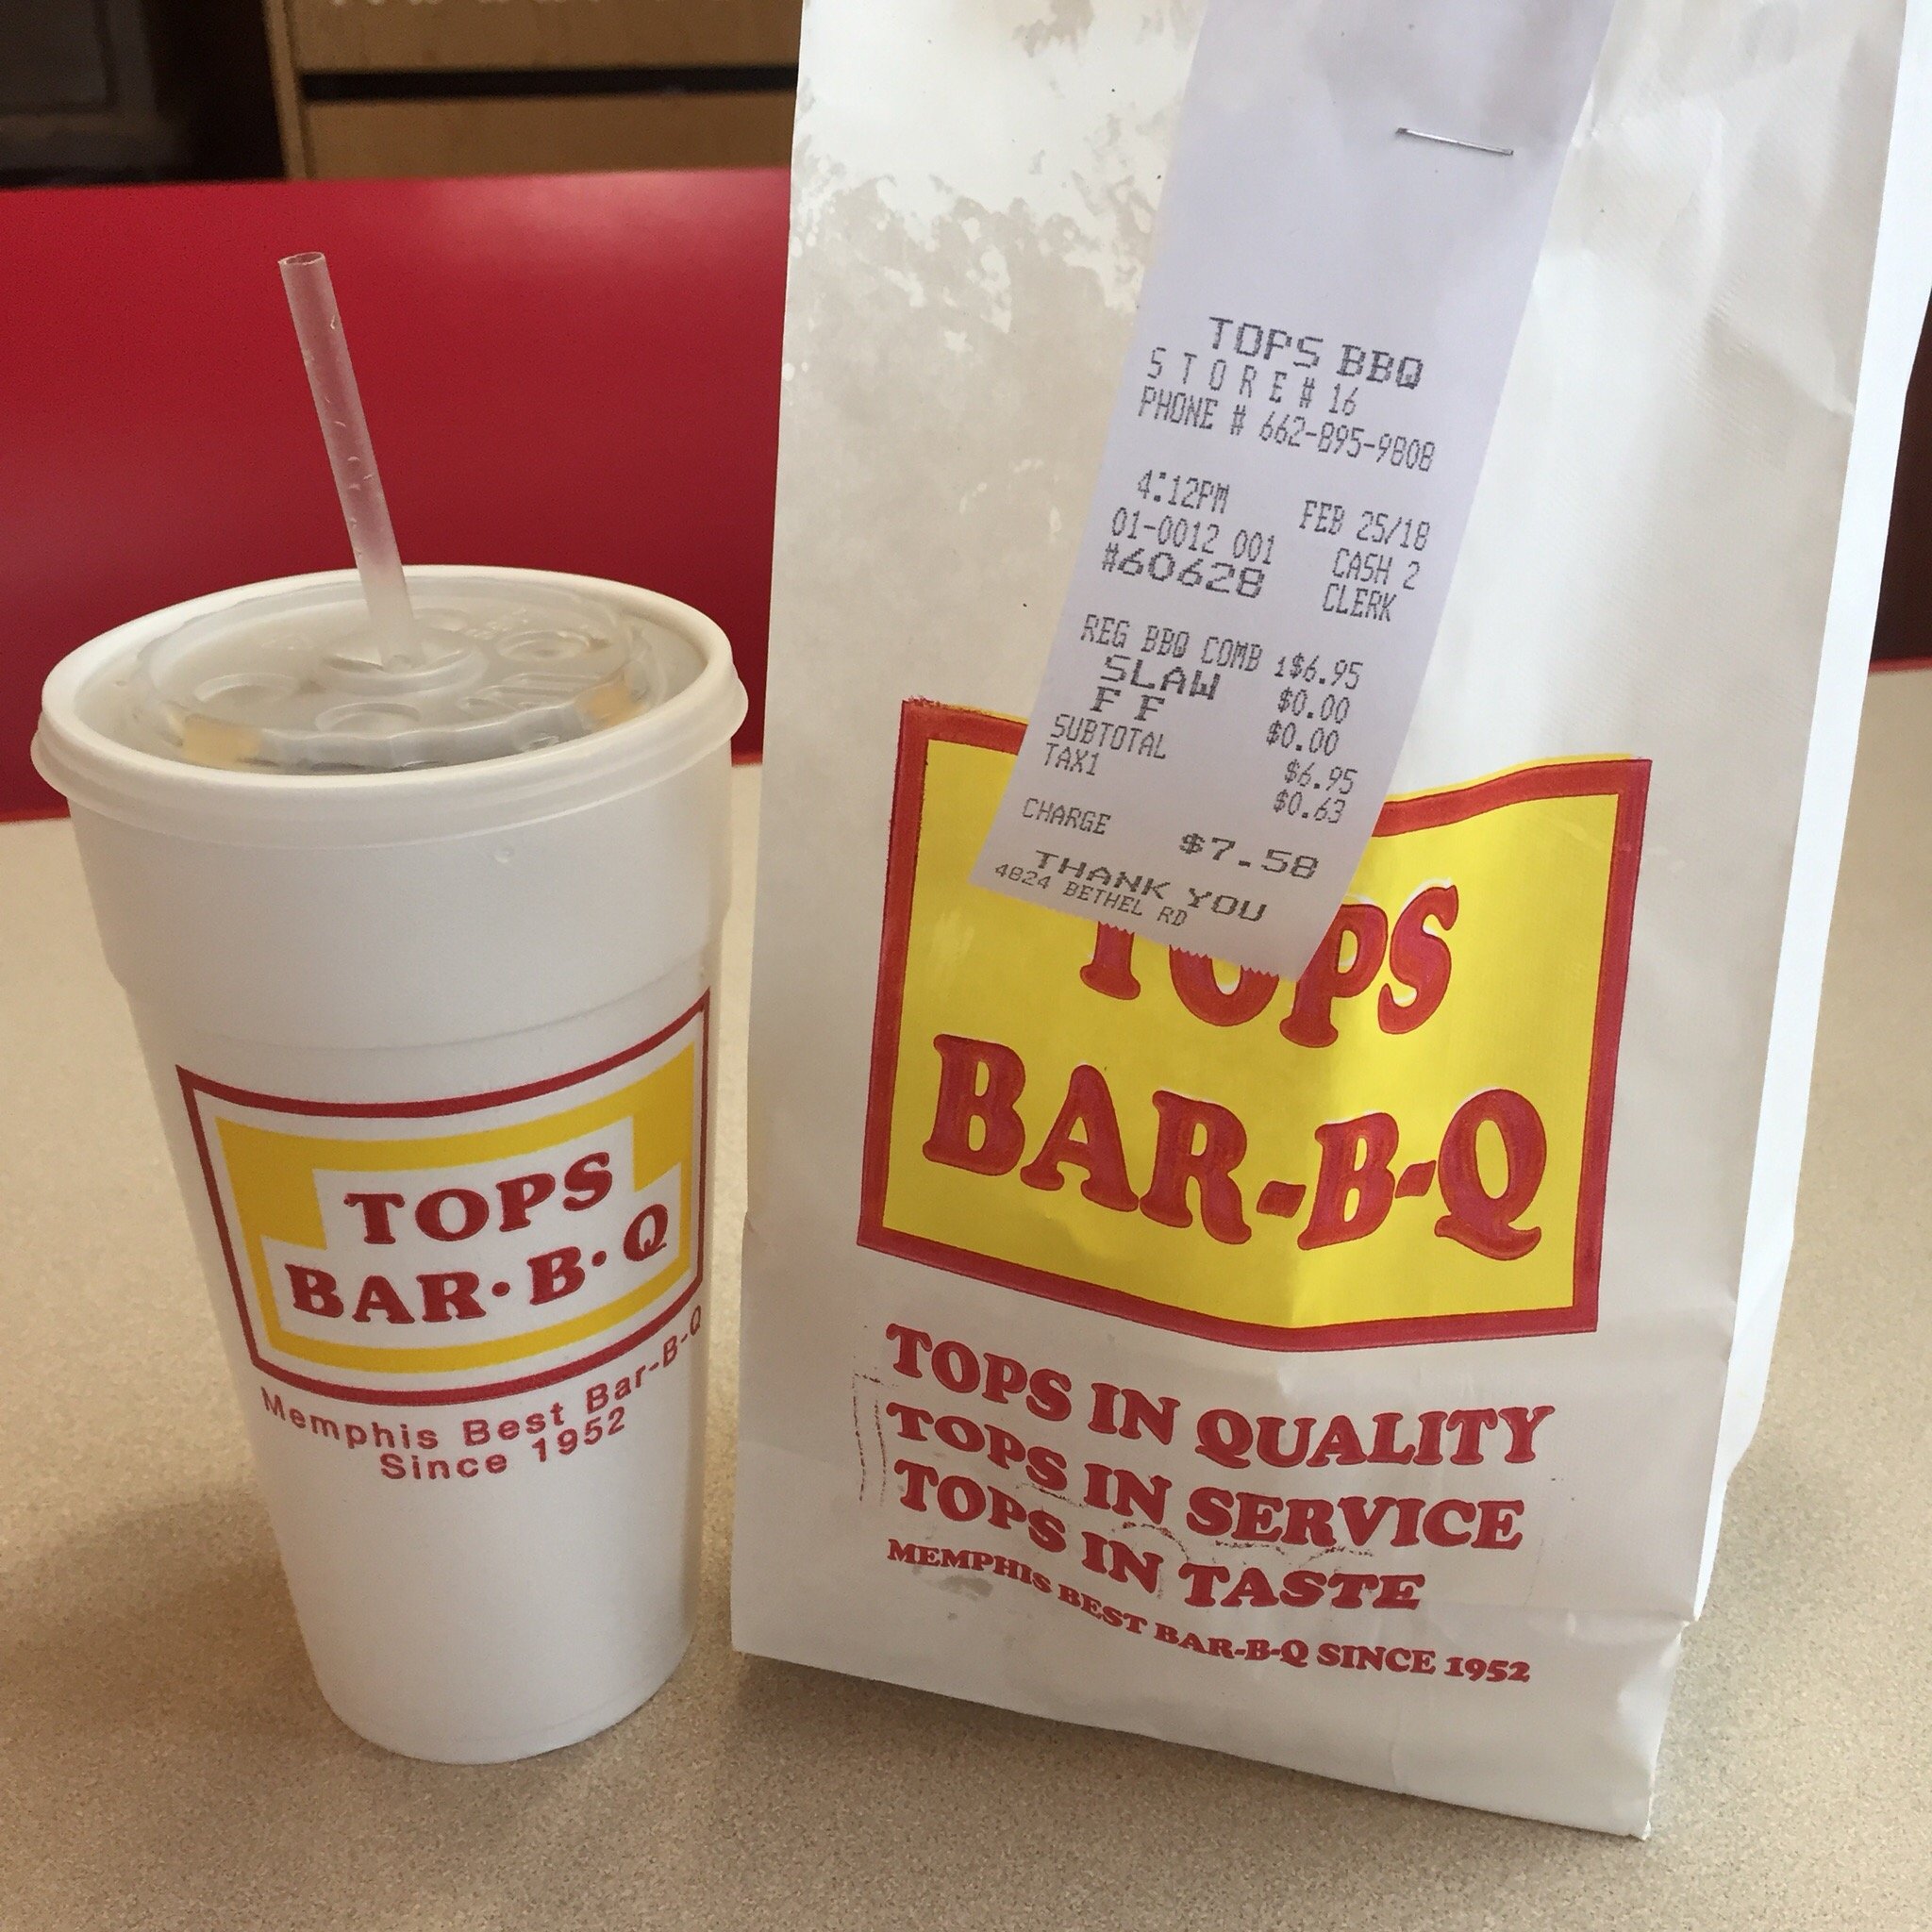 TOPS BBQ
STORE# 16
PHONE # 662-895-9808
4:12PM FEB 25/18
01-0012 001 CASH 2
#60628 CLERK
REG BBQ COMB 1$6.95
SLAW $0.00
F F $0.00
SUBTOTAL $6.95
TAX1 $0.63
CHARGE $7.58
THANK YOU
4824 BETHEL RD
TOPS
BAR-B-Q
TOPS IN QUALITY
TOPS IN SERVICE
TOPS IN TASTE
MEMPHIS BEST BAR-B-Q SINCE 1952
TOPS
BAR·B·Q
Memphis Best Bar-B-Q
Since 1952